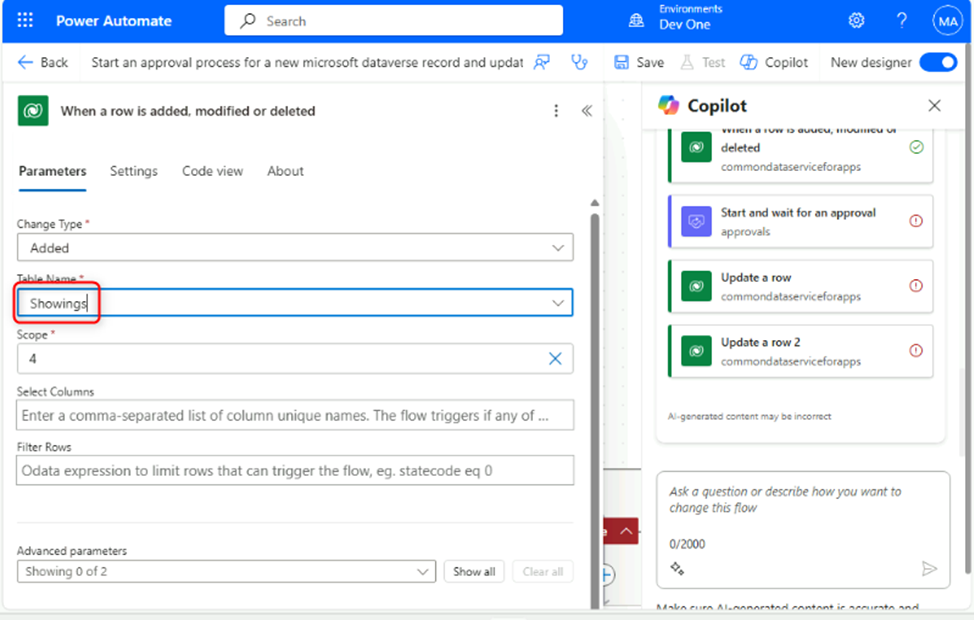 Power Automate
Search
Environments
Dev One
?
MA
Back
Start an approval process for a new microsoft dataverse record and updat
Save
Test
Copilot
New designer
When a row is added, modified or deleted
Parameters
Settings
Code view
About
Change Type *
Added
Table Name *
Showings
Scope *
4
Select Columns
Enter a comma-separated list of column unique names. The flow triggers if any of ...
Filter Rows
Odata expression to limit rows that can trigger the flow, eg. statecode eq 0
Advanced parameters
Showing 0 of 2
Show all
Clear all
Copilot
When a row is added, modified or
deleted
commondataserviceforapps
Start and wait for an approval
approvals
Update a row
commondataserviceforapps
Update a row 2
commondataserviceforapps
AI-generated content may be incorrect
Ask a question or describe how you want to
change this flow
0/2000
Make sure AI-generated content is accurate and